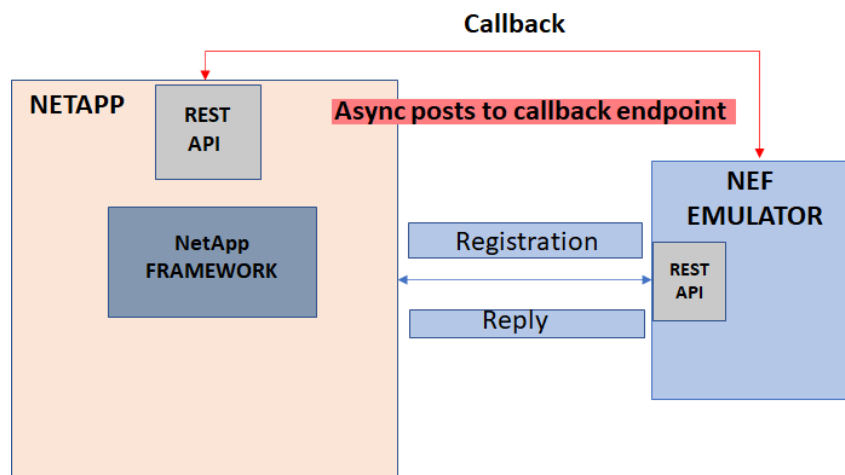 Callback
NETAPP
REST
API
Async posts to callback endpoint
NEF
EMULATOR
NetApp
FRAMEWORK
Registration
REST
API
Reply